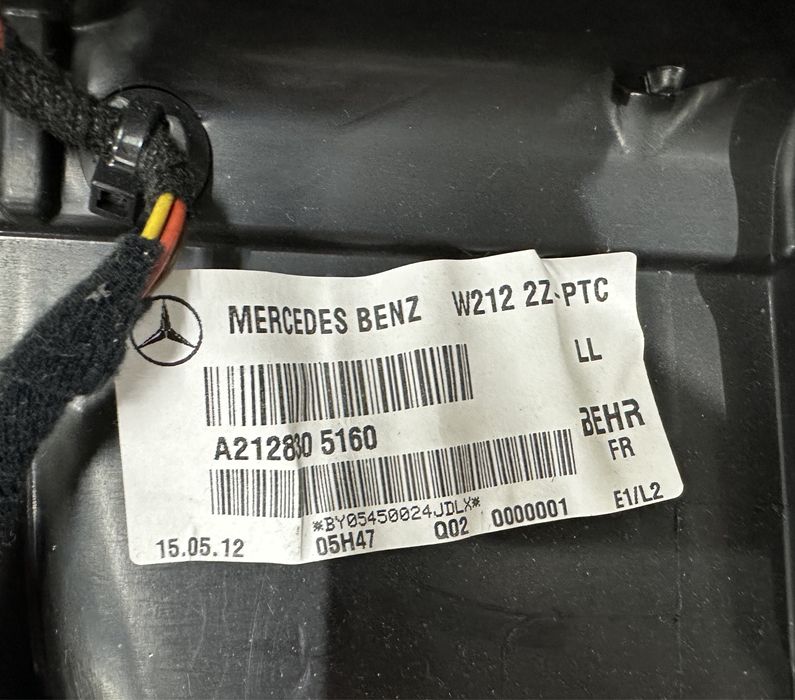 MERCEDES BENZ W212 2Z-PTC
LL
A212830 5160
BEHR
FR
*BY05450024JDLX*
15.05.12 05H47 Q02 0000001 E1/L2